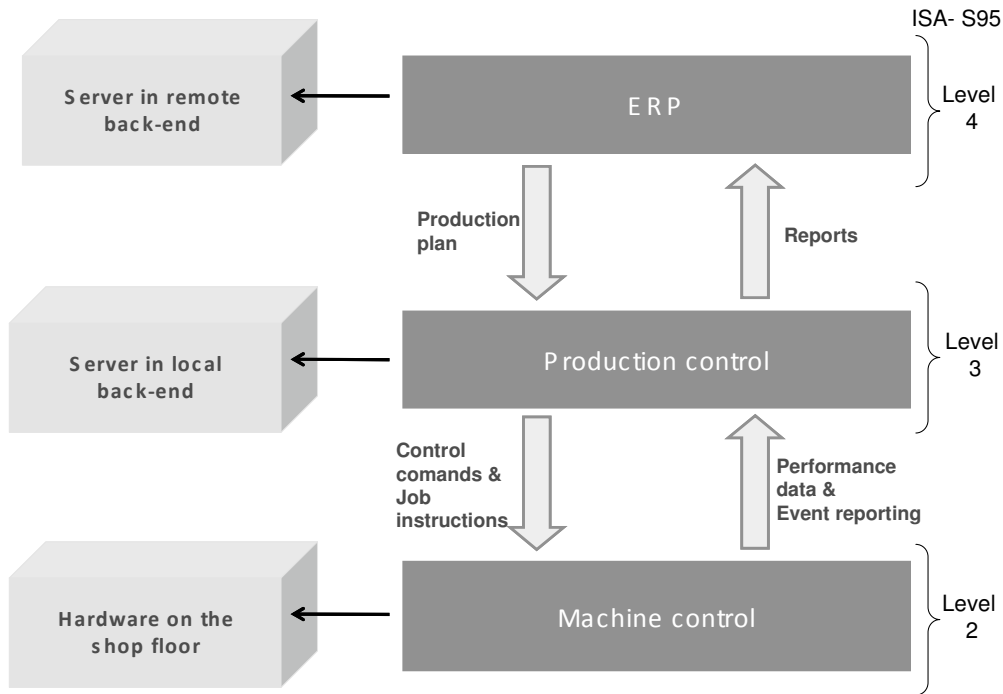 ISA- S95
Server in remote
back-end
ERP
Level
4
Production
plan
Reports
Server in local
back-end
Production control
Level
3
Control
comands &
Job
instructions
Performance
data &
Event reporting
Hardware on the
shop floor
Machine control
Level
2